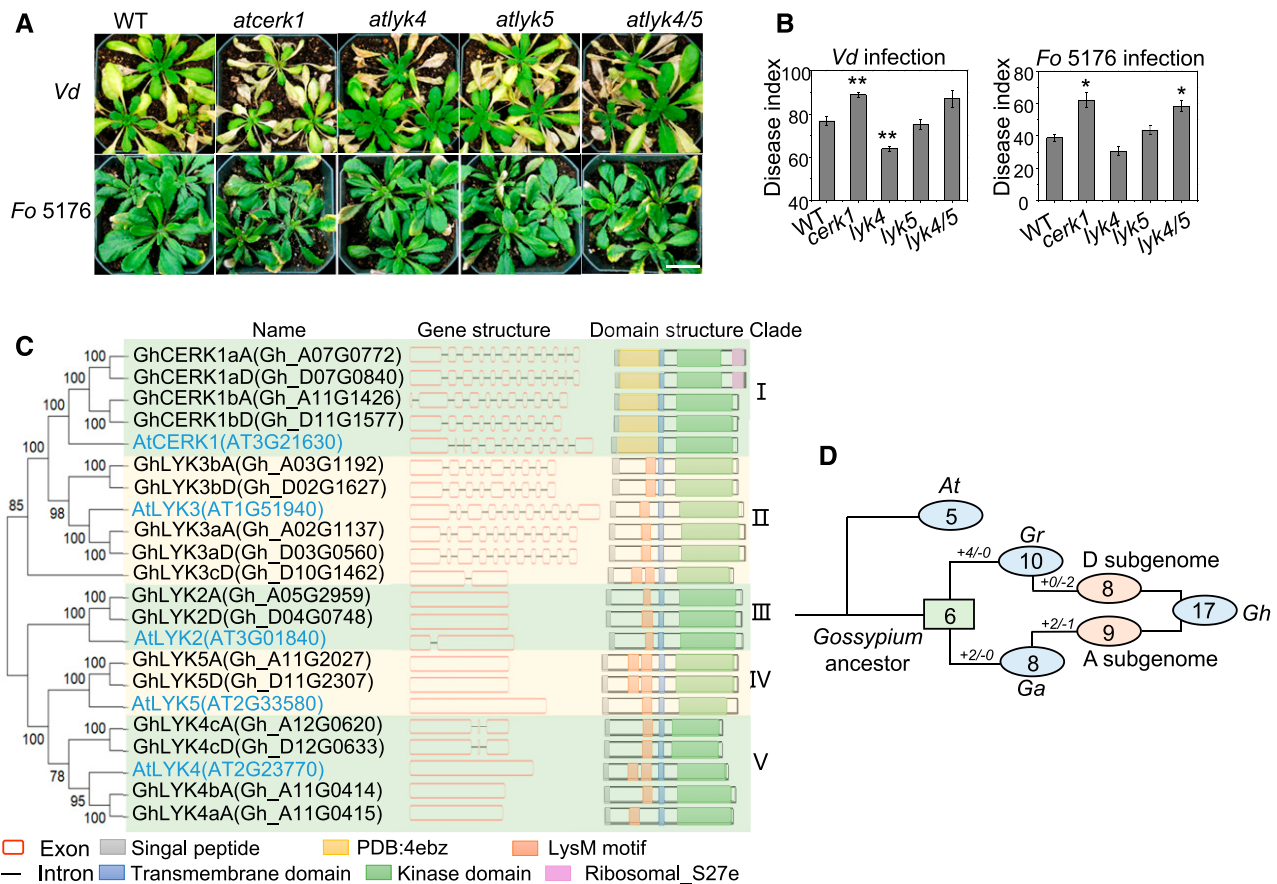 A
WT
atcerk1
atlyk4
atlyk5
atlyk4/5
Vd
Fo 5176
B
Vd infection
Disease index
100
80
60
40
**
**
WT
cerk1
lyk4
lyk5
lyk4/5
Fo 5176 infection
Disease index
80
60
40
20
0
*
*
WT
cerk1
lyk4
lyk5
lyk4/5
C
Name
Gene structure
Domain structure
Clade
GhCERK1aA(Gh_A07G0772)
GhCERK1aD(Gh_D07G0840)
GhCERK1bA(Gh_A11G1426)
GhCERK1bD(Gh_D11G1577)
AtCERK1(AT3G21630)
GhLYK3bA(Gh_A03G1192)
GhLYK3bD(Gh_D02G1627)
AtLYK3(AT1G51940)
GhLYK3aA(Gh_A02G1137)
GhLYK3aD(Gh_D03G0560)
GhLYK3cD(Gh_D10G1462)
GhLYK2A(Gh_A05G2959)
GhLYK2D(Gh_D04G0748)
AtLYK2(AT3G01840)
GhLYK5A(Gh_A11G2027)
GhLYK5D(Gh_D11G2307)
AtLYK5(AT2G33580)
GhLYK4cA(Gh_A12G0620)
GhLYK4cD(Gh_D12G0633)
AtLYK4(AT2G23770)
GhLYK4bA(Gh_A11G0414)
GhLYK4aA(Gh_A11G0415)
100
100
100
100
100
100
85
98
100
100
100
100
100
100
100
78
95
100
I
II
III
IV
V
Exon
Singal peptide
PDB:4ebz
LysM motif
Intron
Transmembrane domain
Kinase domain
Ribosomal_S27e
D
At
5
Gr
10
+4/-0
+0/-2
D subgenome
8
6
17
Gh
Gossypium
ancestor
+2/-1
9
+2/-0
8
A subgenome
Ga